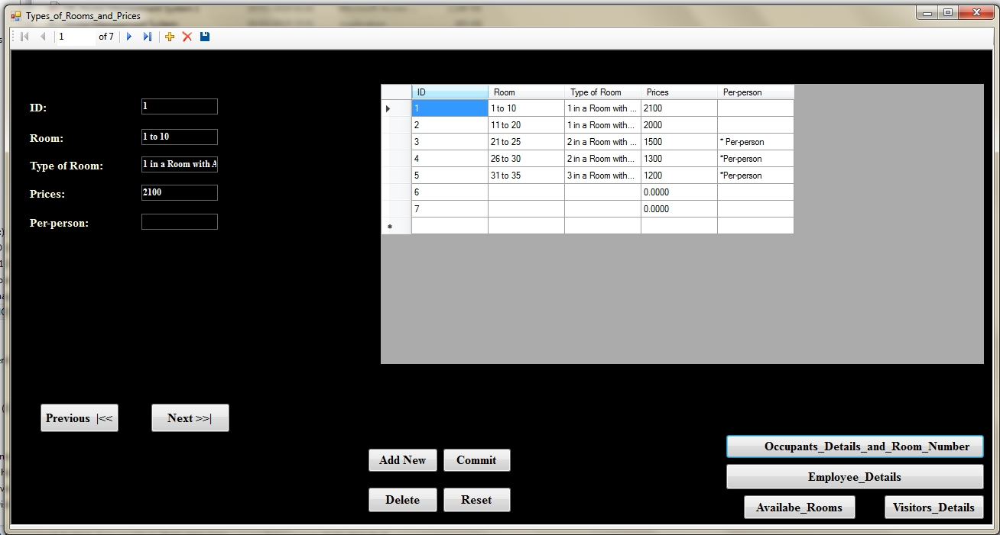 Types_of_Rooms_and_Prices
1 of 7
ID: 1
Room: 1 to 10
Type of Room: 1 in a Room with A
Prices: 2100
Per-person:
ID Room Type of Room Prices Per-person
1 1 to 10 1 in a Room with ... 2100
2 11 to 20 1 in a Room with... 2000
3 21 to 25 2 in a Room with ... 1500 * Per-person
4 26 to 30 2 in a Room with... 1300 *Per-person
5 31 to 35 3 in a Room with... 1200 *Per-person
6 0.0000
7 0.0000
Previous |<< Next >>|
Add New Commit
Delete Reset
Occupants_Details_and_Room_Number
Employee_Details
Availabe_Rooms Visitors_Details